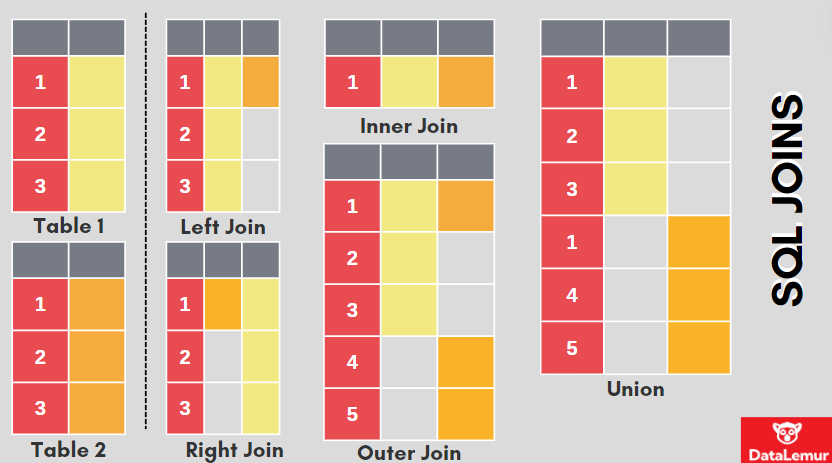 1
2
3
Table 1
1
2
3
Table 2
1
2
3
Left Join
1
2
3
Right Join
1
Inner Join
1
2
3
4
5
Outer Join
1
2
3
1
4
5
Union
SQL JOINS
DataLemur